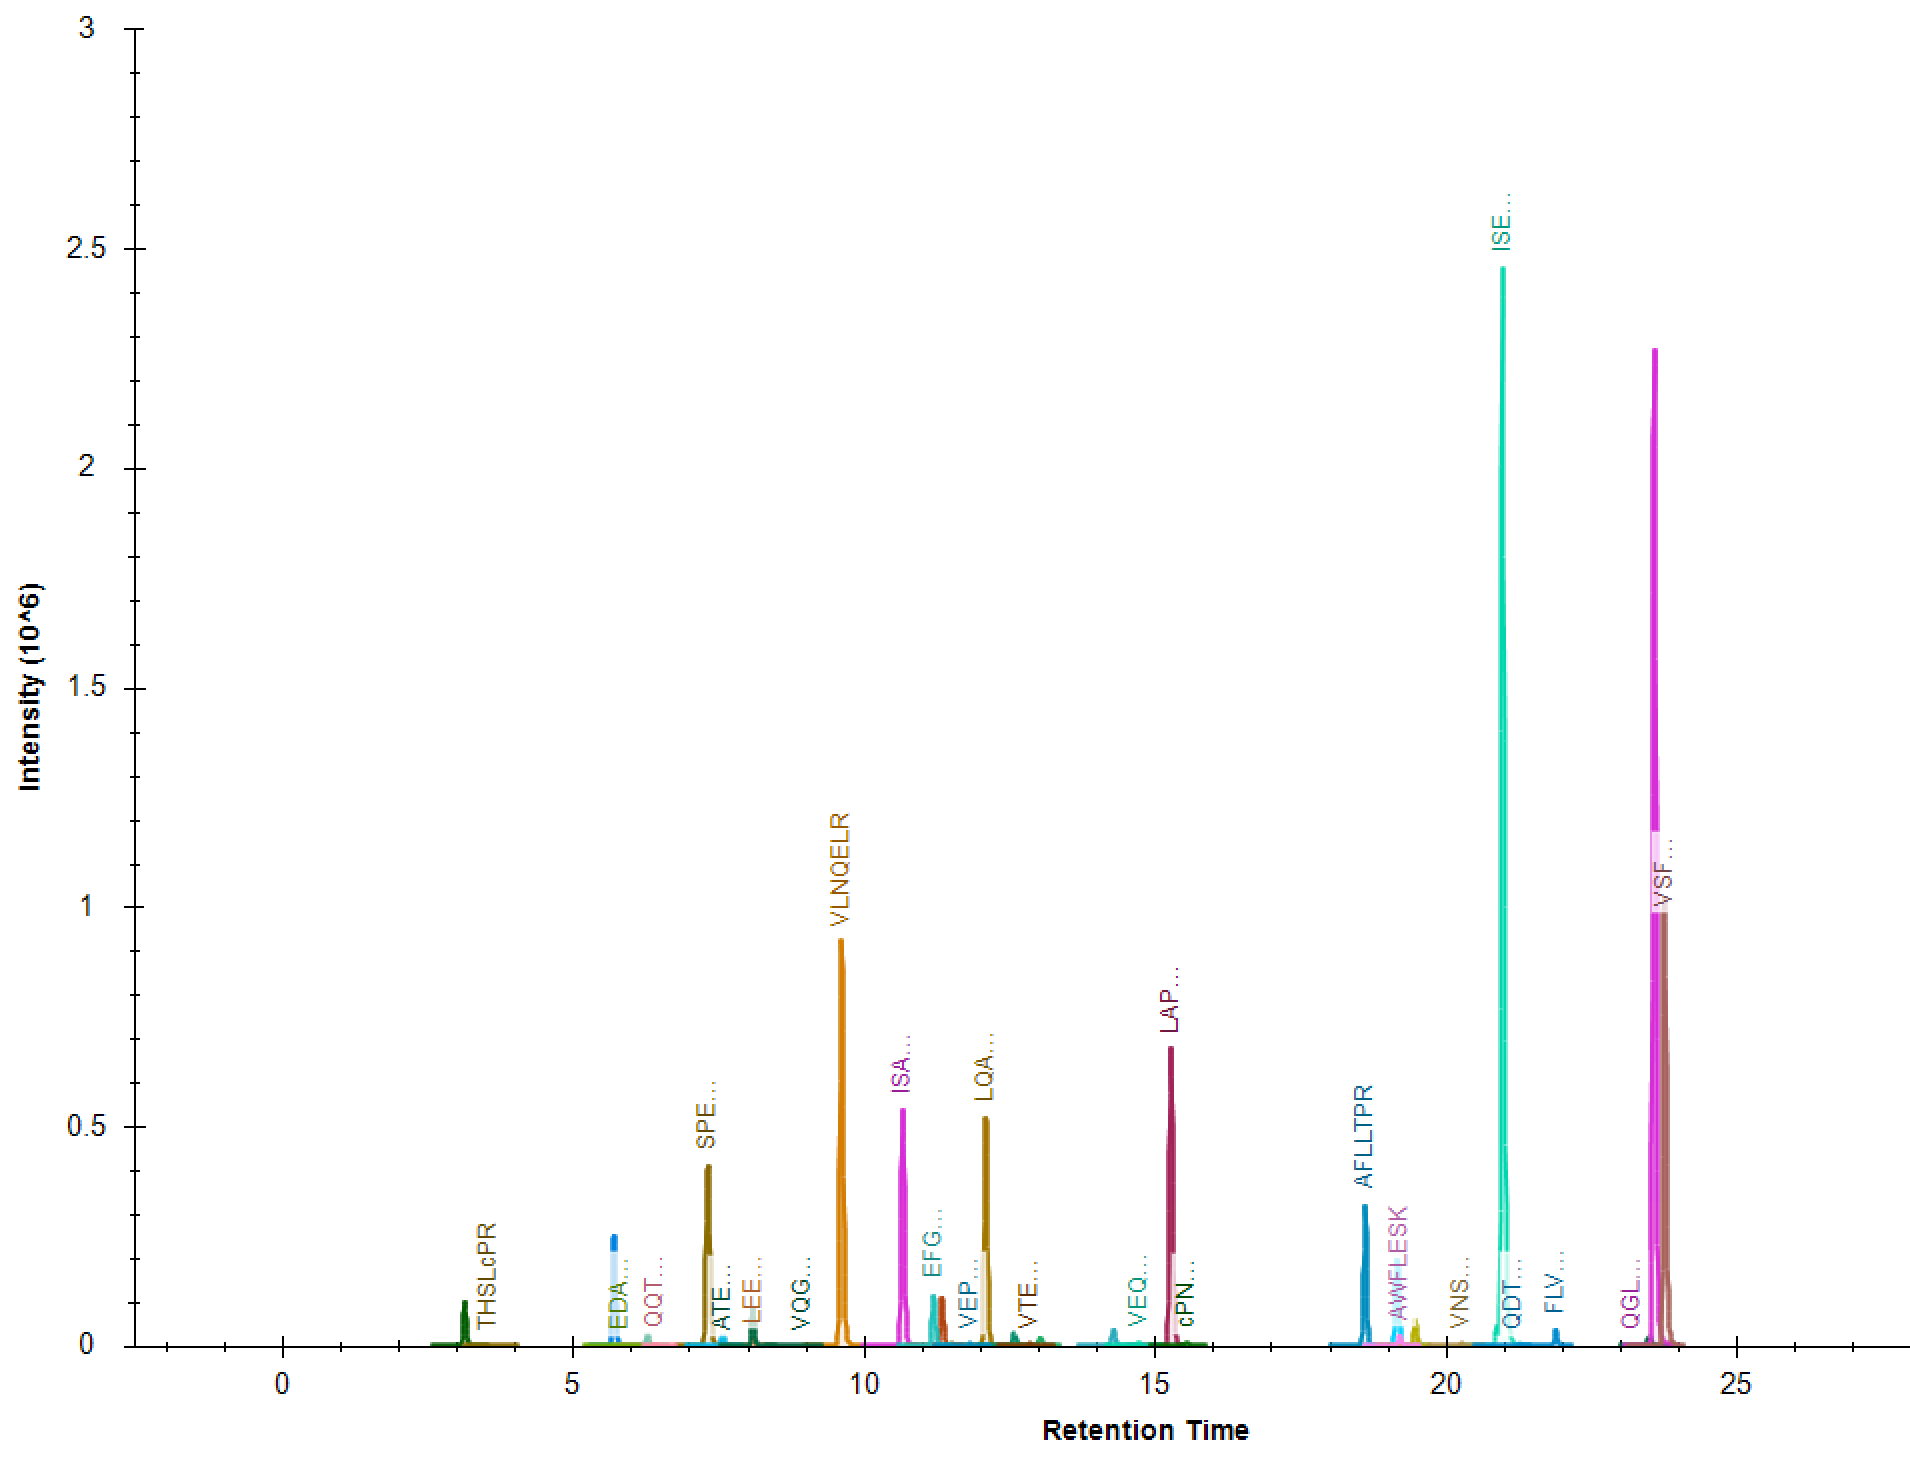 3
2.5
2
1.5
1
0.5
0
Intensity (10^6)
THSLcPR
EDA...
QQT...
SPE...
ATE...
LEE...
VQG...
VLNQELR
ISA...
EFG...
VEP...
LQA...
VTE...
VEQ...
LAP...
cPN...
AFLLTPR
AWFLESK
VNS...
ISE...
QDT...
FLV...
QGL...
VSF...
0 5 10 15 20 25
Retention Time